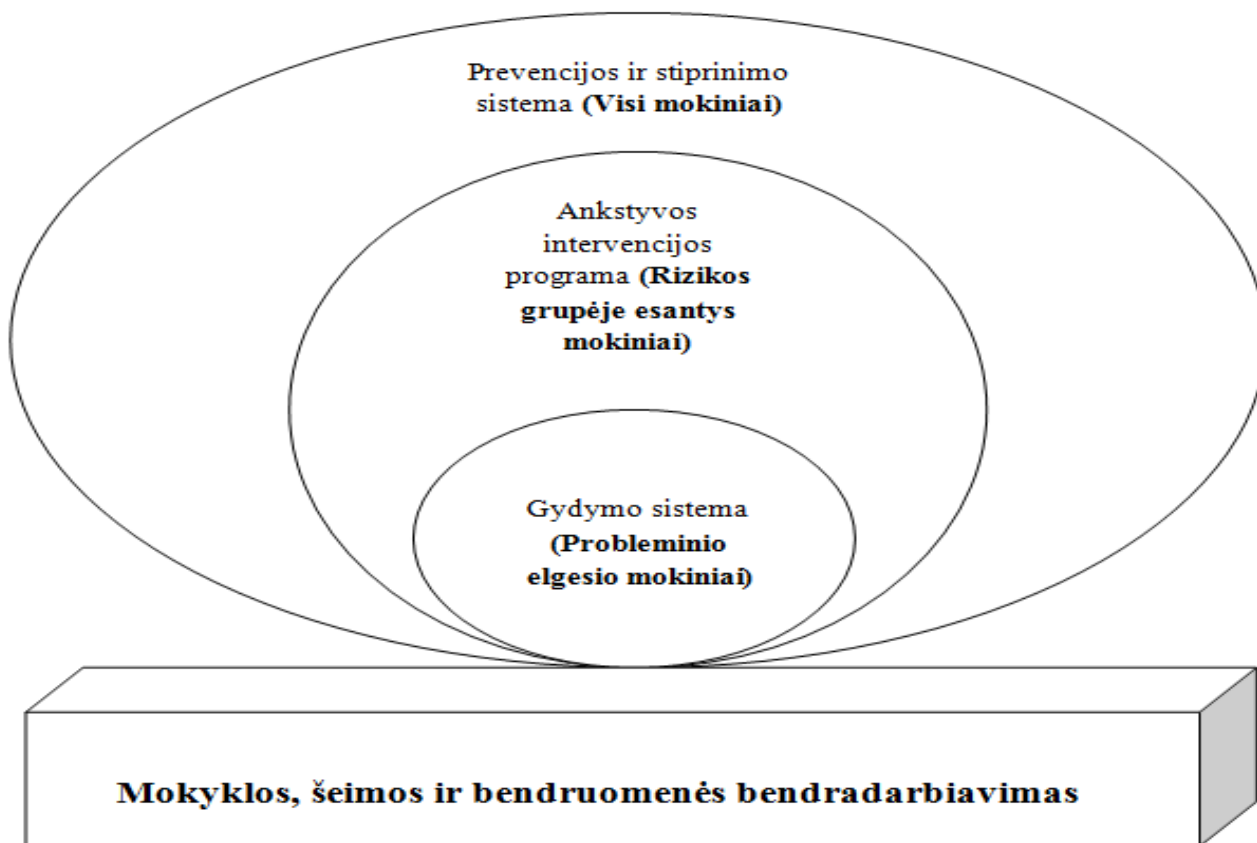 Prevencijos ir stiprinimo
sistema (Visi mokiniai)
Ankstyvos
intervencijos
programa (Rizikos
grupėje esantys
mokiniai)
Gydymo sistema
(Probleminio
elgesio mokiniai)
Mokyklos, šeimos ir bendruomenės bendradarbiavimas